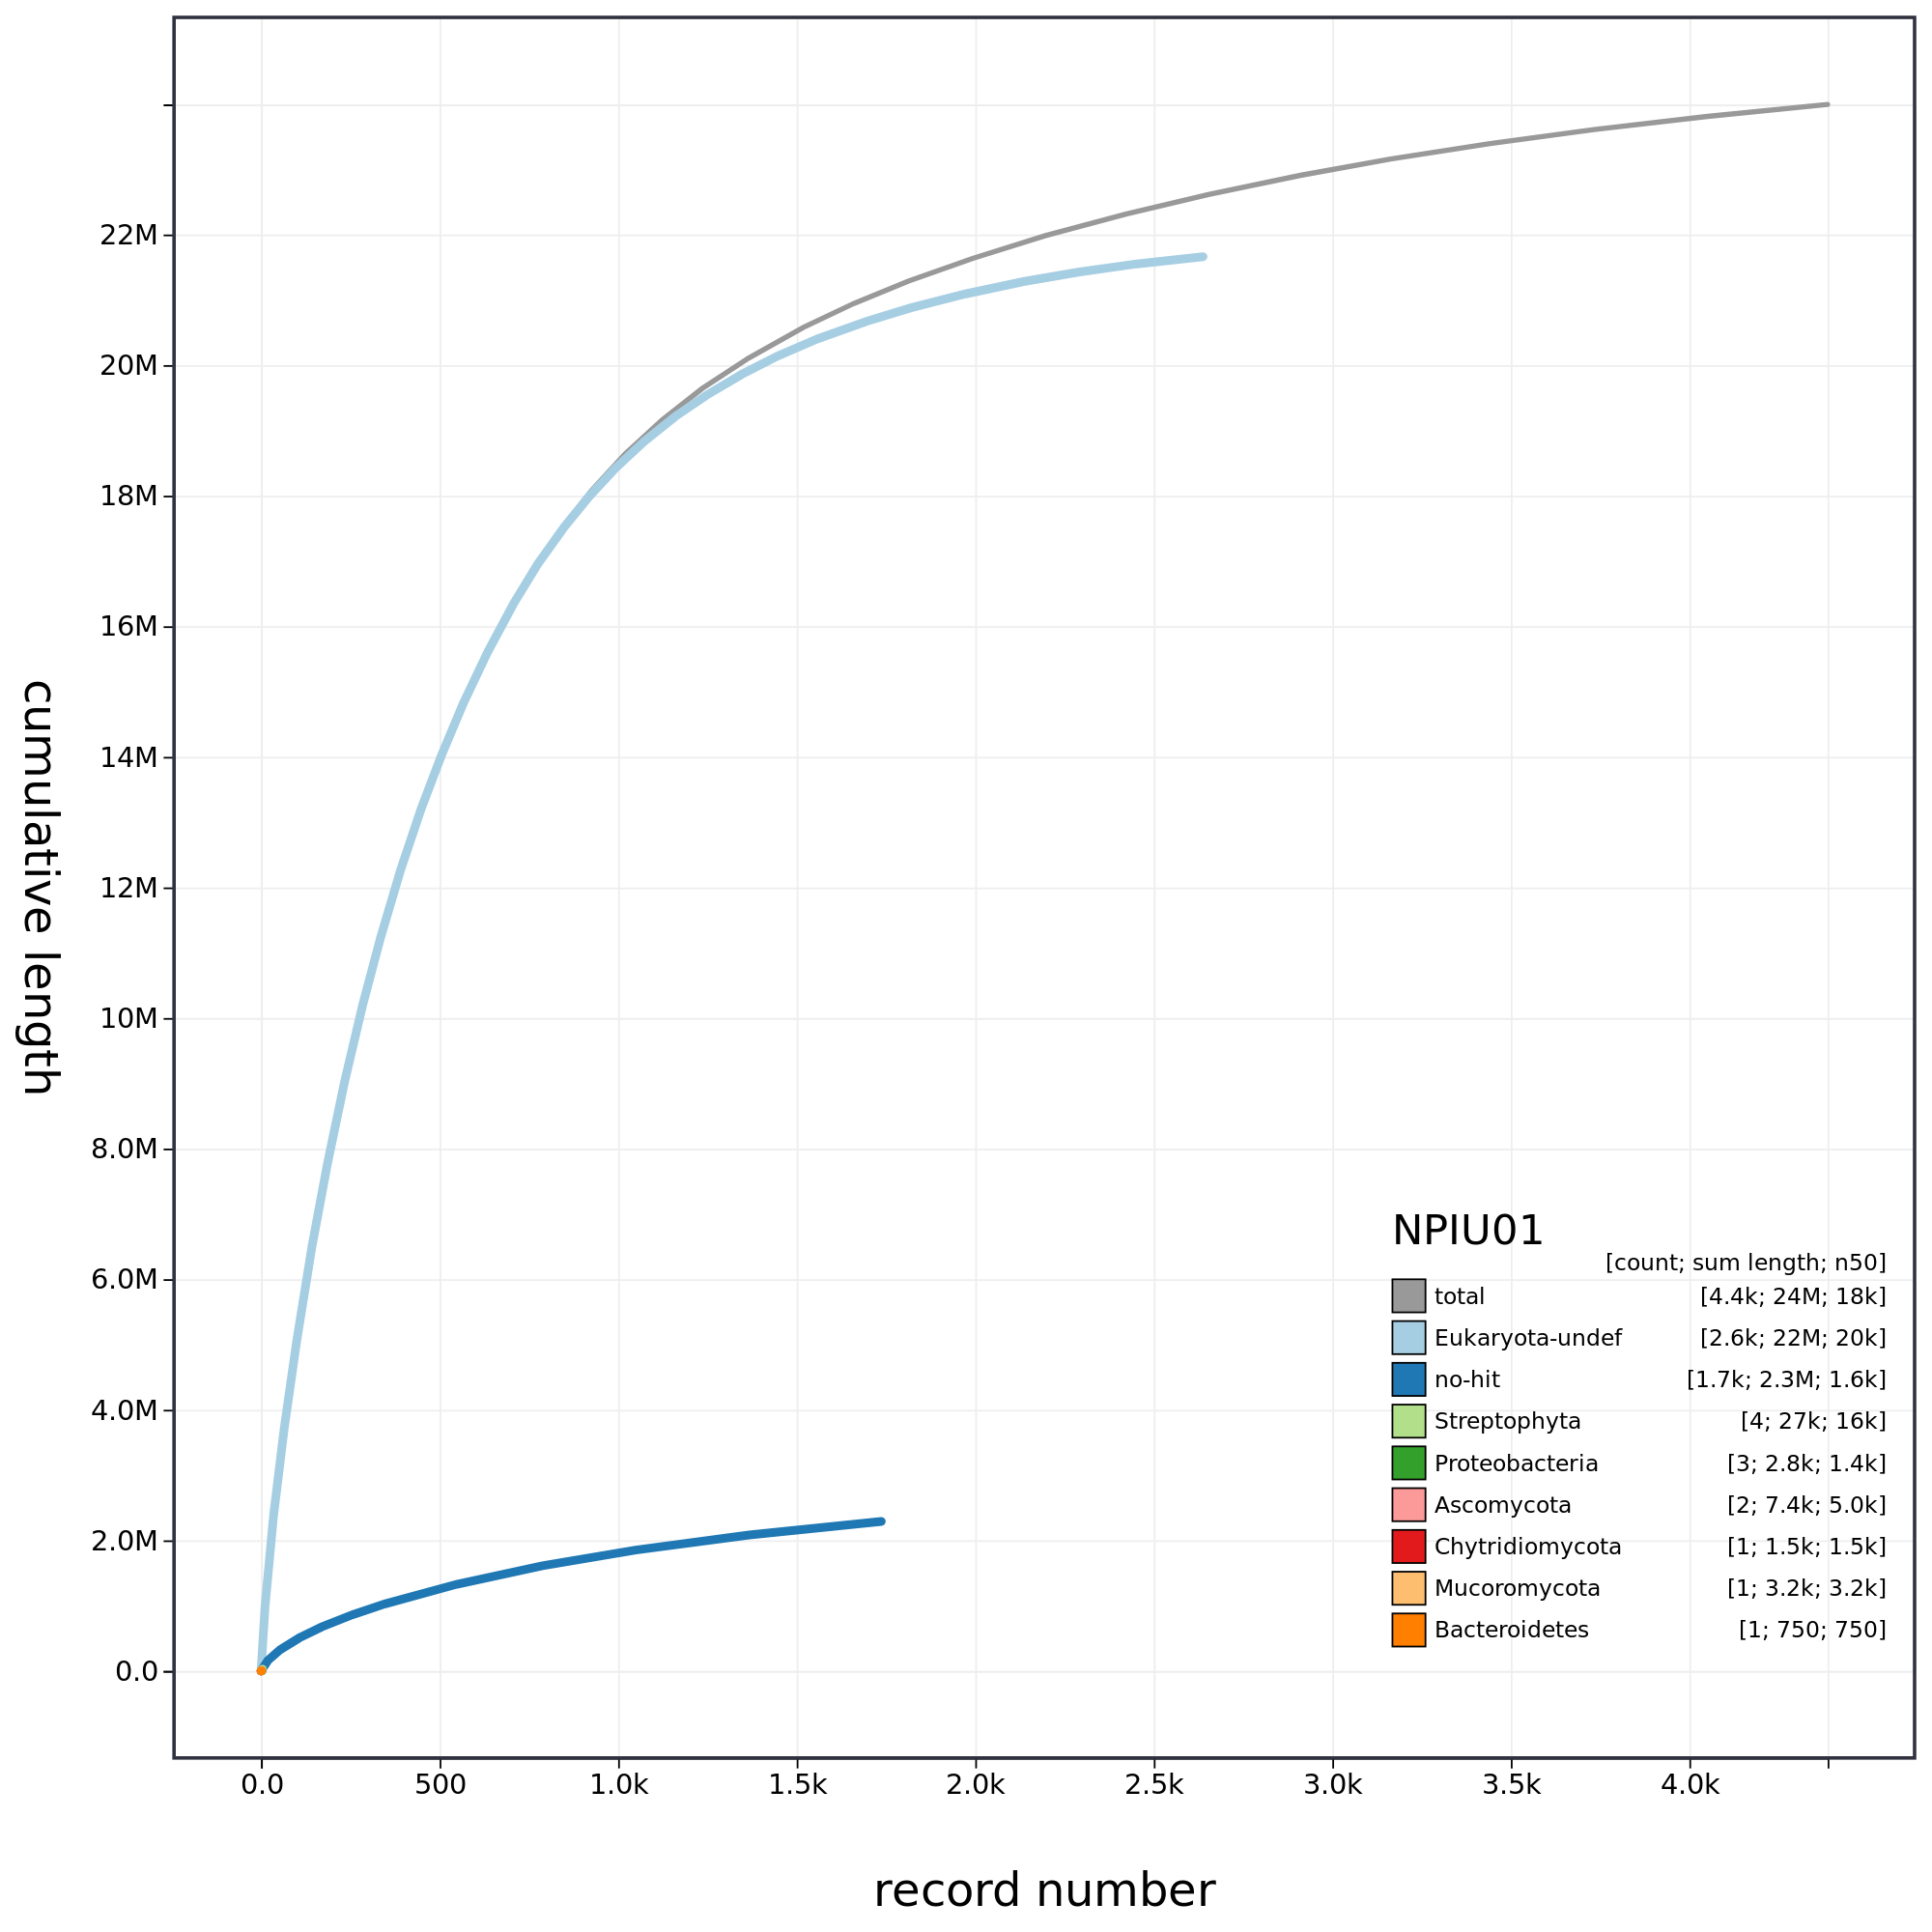 22M
20M
18M
16M
14M
12M
10M
8.0M
6.0M
4.0M
2.0M
0.0
cumulative length
NPIU01
[count; sum length; n50]
total [4.4k; 24M; 18k]
Eukaryota-undef [2.6k; 22M; 20k]
no-hit [1.7k; 2.3M; 1.6k]
Streptophyta [4; 27k; 16k]
Proteobacteria [3; 2.8k; 1.4k]
Ascomycota [2; 7.4k; 5.0k]
Chytridiomycota [1; 1.5k; 1.5k]
Mucoromycota [1; 3.2k; 3.2k]
Bacteroidetes [1; 750; 750]
0.0 500 1.0k 1.5k 2.0k 2.5k 3.0k 3.5k 4.0k
record number